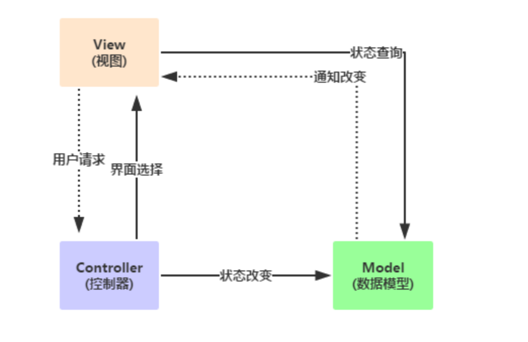 View
(视图)
状态查询
通知改变
用户请求
界面选择
Controller
(控制器)
状态改变
Model
(数据模型)